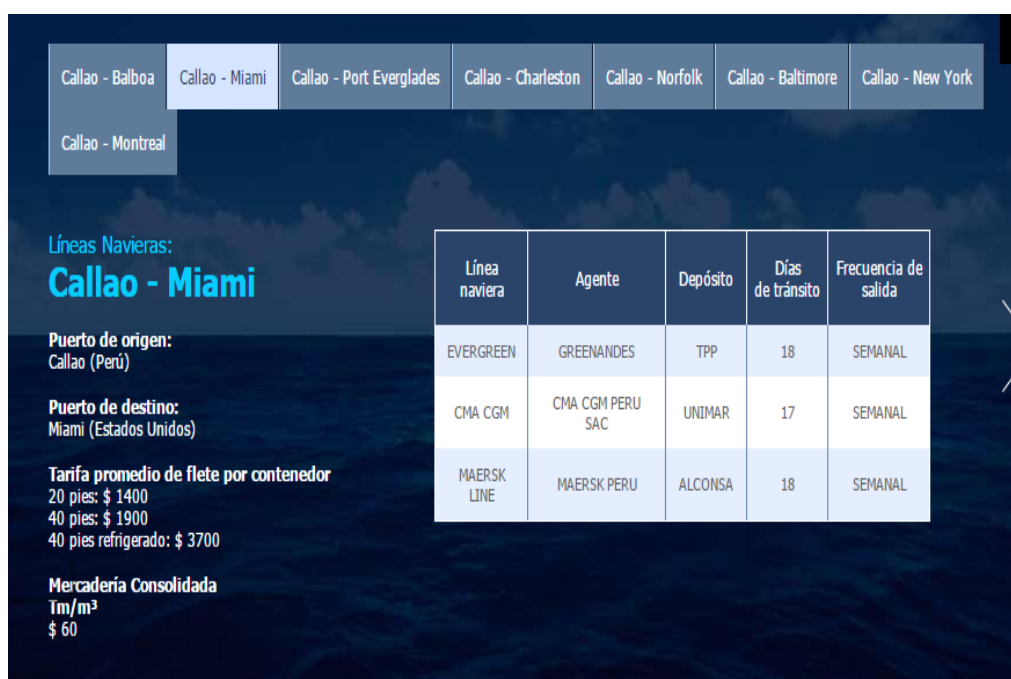 Callao - Balboa
Callao - Miami
Callao - Port Everglades
Callao - Charleston
Callao - Norfolk
Callao - Baltimore
Callao - New York
Callao - Montreal
Líneas Navieras:
Callao - Miami
Puerto de origen:
Callao (Perú)
Puerto de destino:
Miami (Estados Unidos)
Tarifa promedio de flete por contenedor
20 pies: $ 1400
40 pies: $ 1900
40 pies refrigerado: $ 3700
Mercadería Consolidada
Tm/m³
$ 60
Línea
naviera
Agente
Depósito
Días
de tránsito
Frecuencia de
salida
EVERGREEN
GREENANDES
TPP
18
SEMANAL
CMA CGM
CMA CGM PERU
SAC
UNIMAR
17
SEMANAL
MAERSK
LINE
MAERSK PERU
ALCONSA
18
SEMANAL